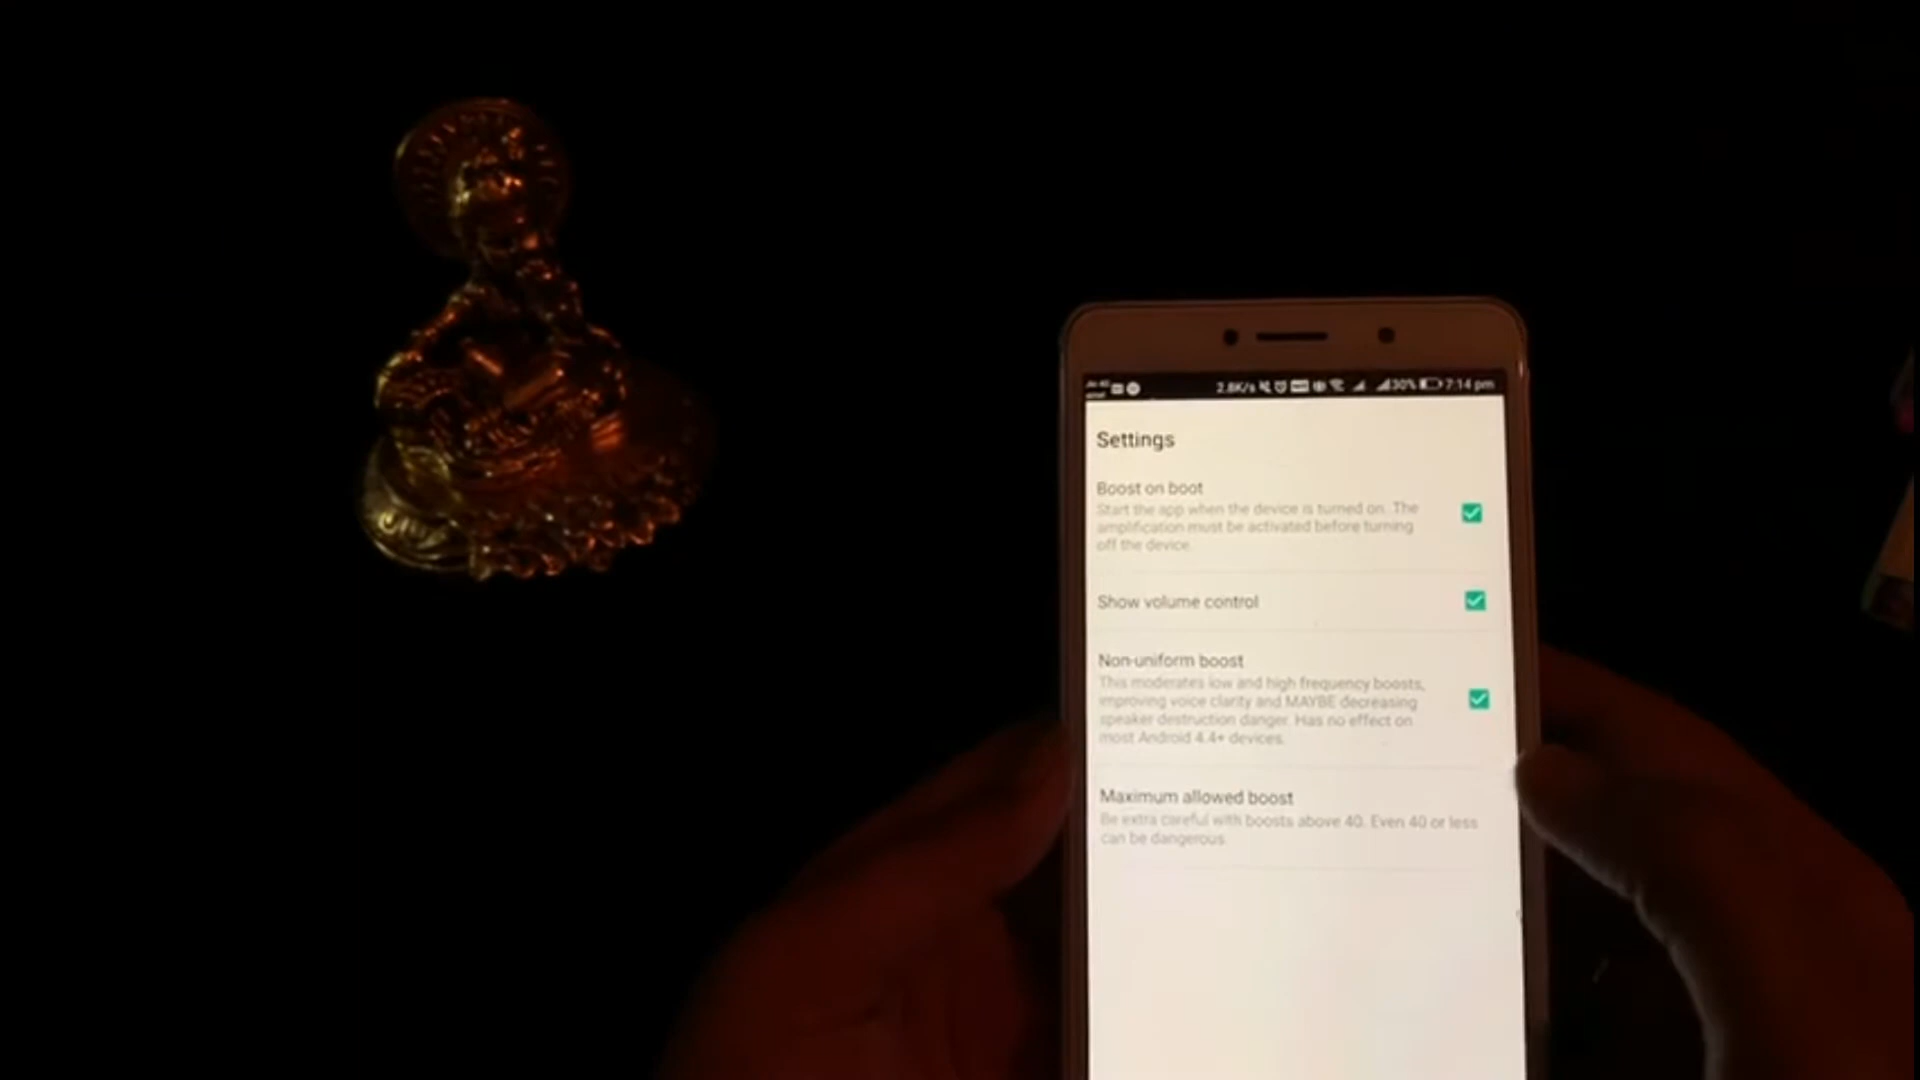 2.8K/s 30% 7:14 pm
Settings
Boost on boot
Start the app when the device is turned on. The
amplification must be activated before turning
off the device.
Show volume control
Non-uniform boost
This moderates low and high frequency boosts,
improving voice clarity and MAYBE decreasing
speaker destruction danger. Has no effect on
most Android 4.4+ devices.
Maximum allowed boost
Be extra careful with boosts above 40. Even 40 or less
can be dangerous.